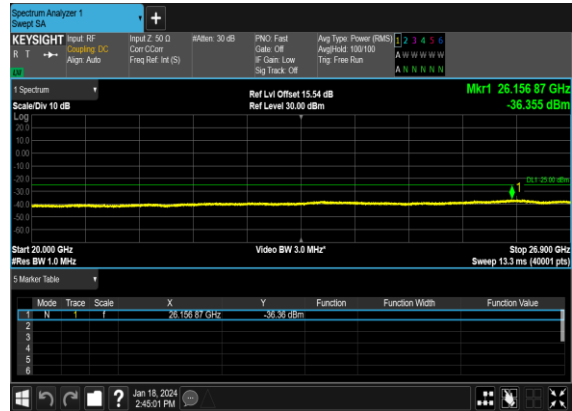 Spectrum Analyzer 1
Swept SA
KEYSIGHT Input: RF Input Z: 50 Ω #Atten: 30 dB PNO: Fast Avg Type: Power (RMS) 1 2 3 4 5 6
R T Coupling: DC Corr CCorr Gate: Off Avg|Hold: 100/100 A W W W W W
Align: Auto Freq Ref: Int (S) IF Gain: Low Trig: Free Run
Sig Track: Off A N N N N N
1 Spectrum Ref Lvl Offset 15.54 dB Mkr1 26.156 87 GHz
Scale/Div 10 dB Ref Level 30.00 dBm -36.355 dBm
Log
20.0
10.0
0.00
-10.0
-20.0
DL1 -25.00 dBm
-30.0 1
-40.0
-50.0
-60.0
Start 20.000 GHz Video BW 3.0 MHz* Stop 26.900 GHz
#Res BW 1.0 MHz Sweep 13.3 ms (40001 pts)
5 Marker Table
Mode Trace Scale X Y Function Function Width Function Value
1 N 1 f 26.156 87 GHz -36.36 dBm
2
3
4
5
6
? Jan 18, 2024
2:45:01 PM